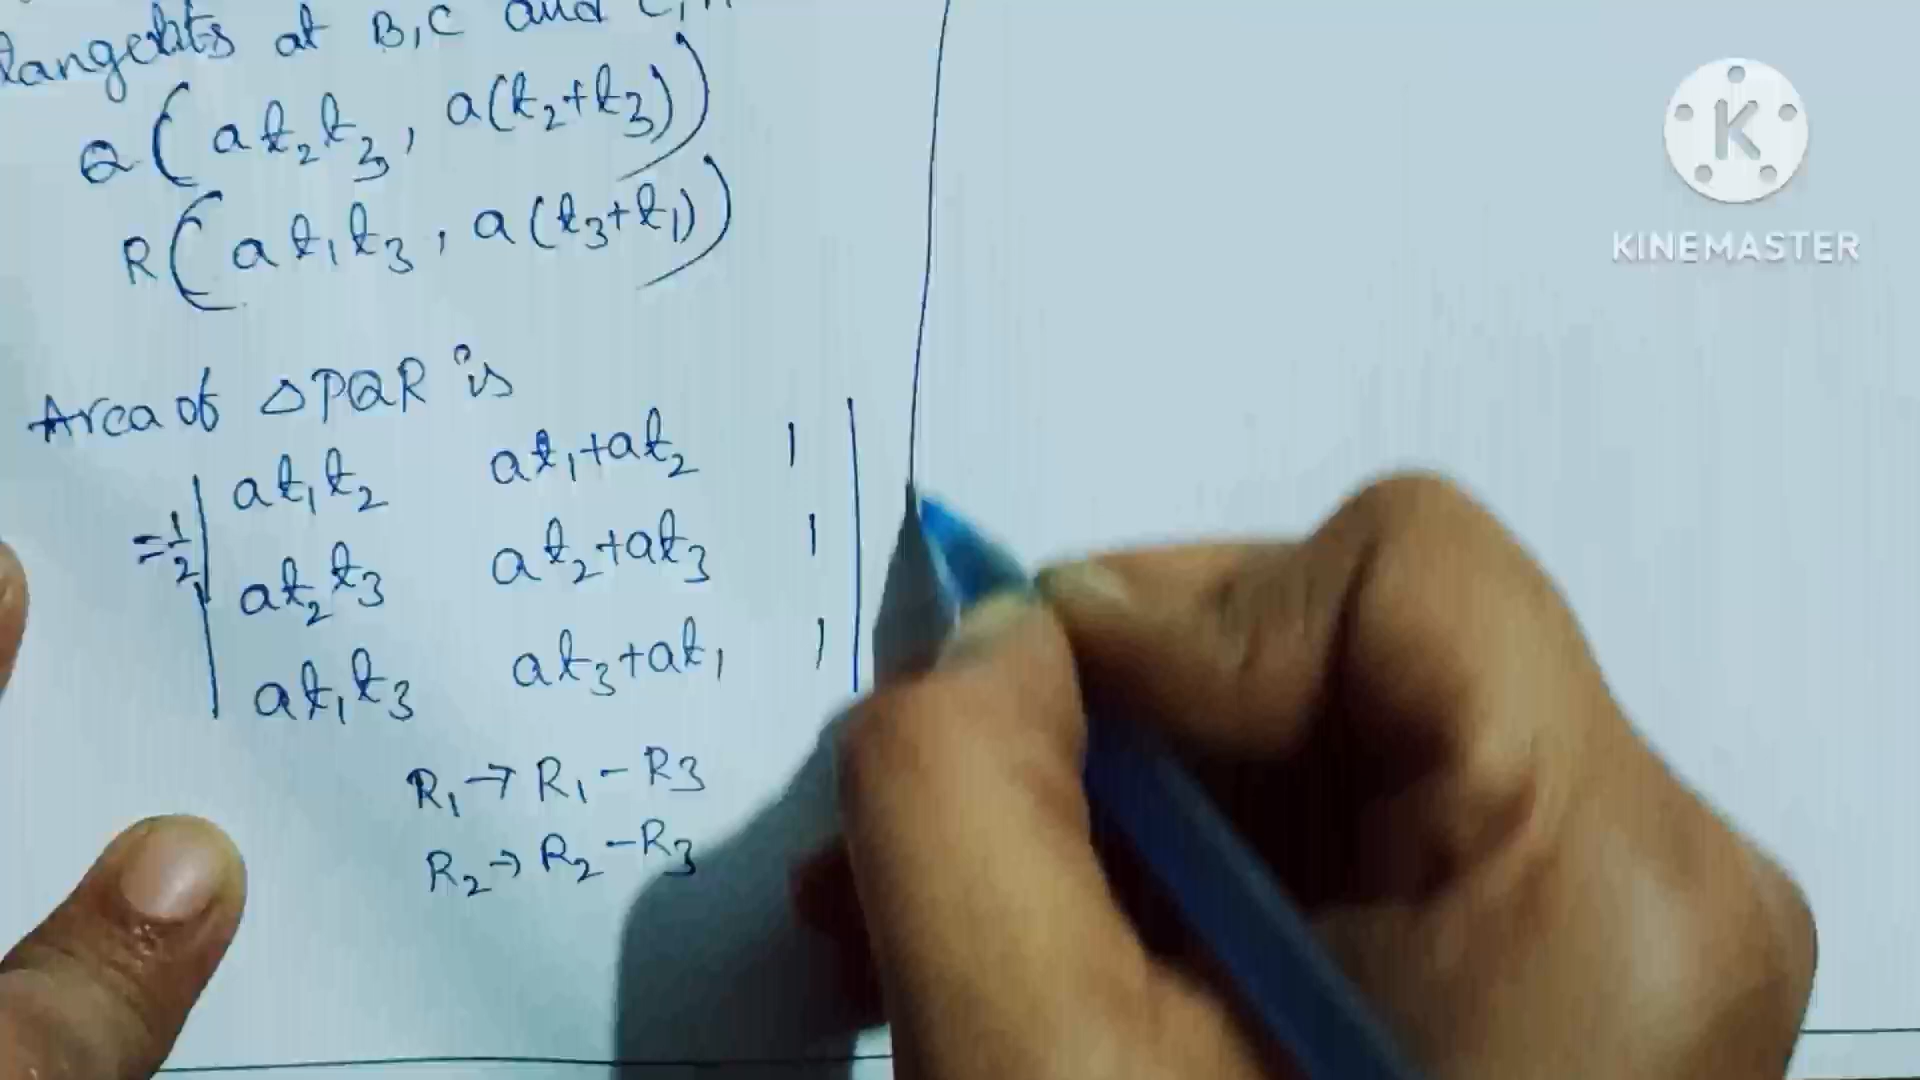 tangents at B,C and
Q(at₂t₃, a(t₂+t₃))
R(at₁t₃, a(t₃+t₁))
Area of △PQR is
=1/2 | at₁t₂ at₁+at₂ 1 |
| at₂t₃ at₂+at₃ 1 |
| at₁t₃ at₃+at₁ 1 |
R₁→R₁-R3
R₂→R₂-R₃
K
KINEMASTER